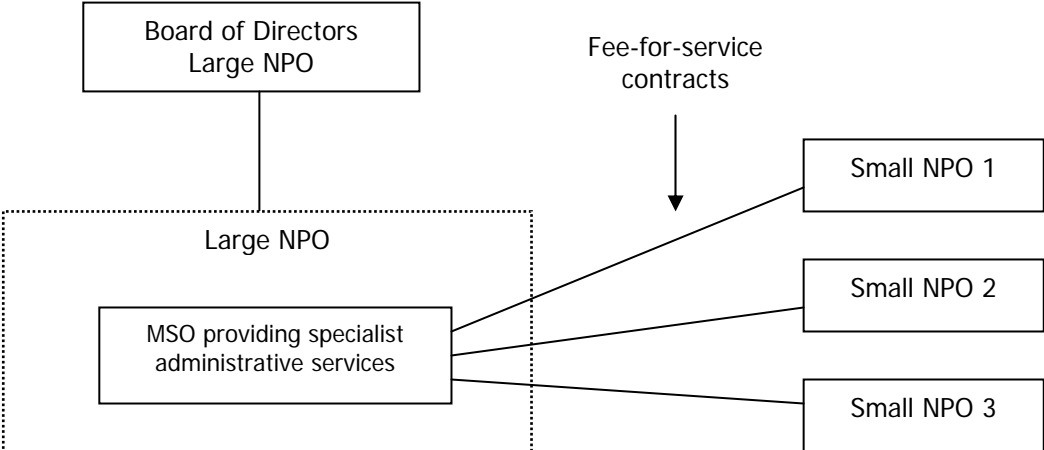 Board of Directors
Large NPO
Fee-for-service
contracts
Small NPO 1
Large NPO
Small NPO 2
MSO providing specialist
administrative services
Small NPO 3